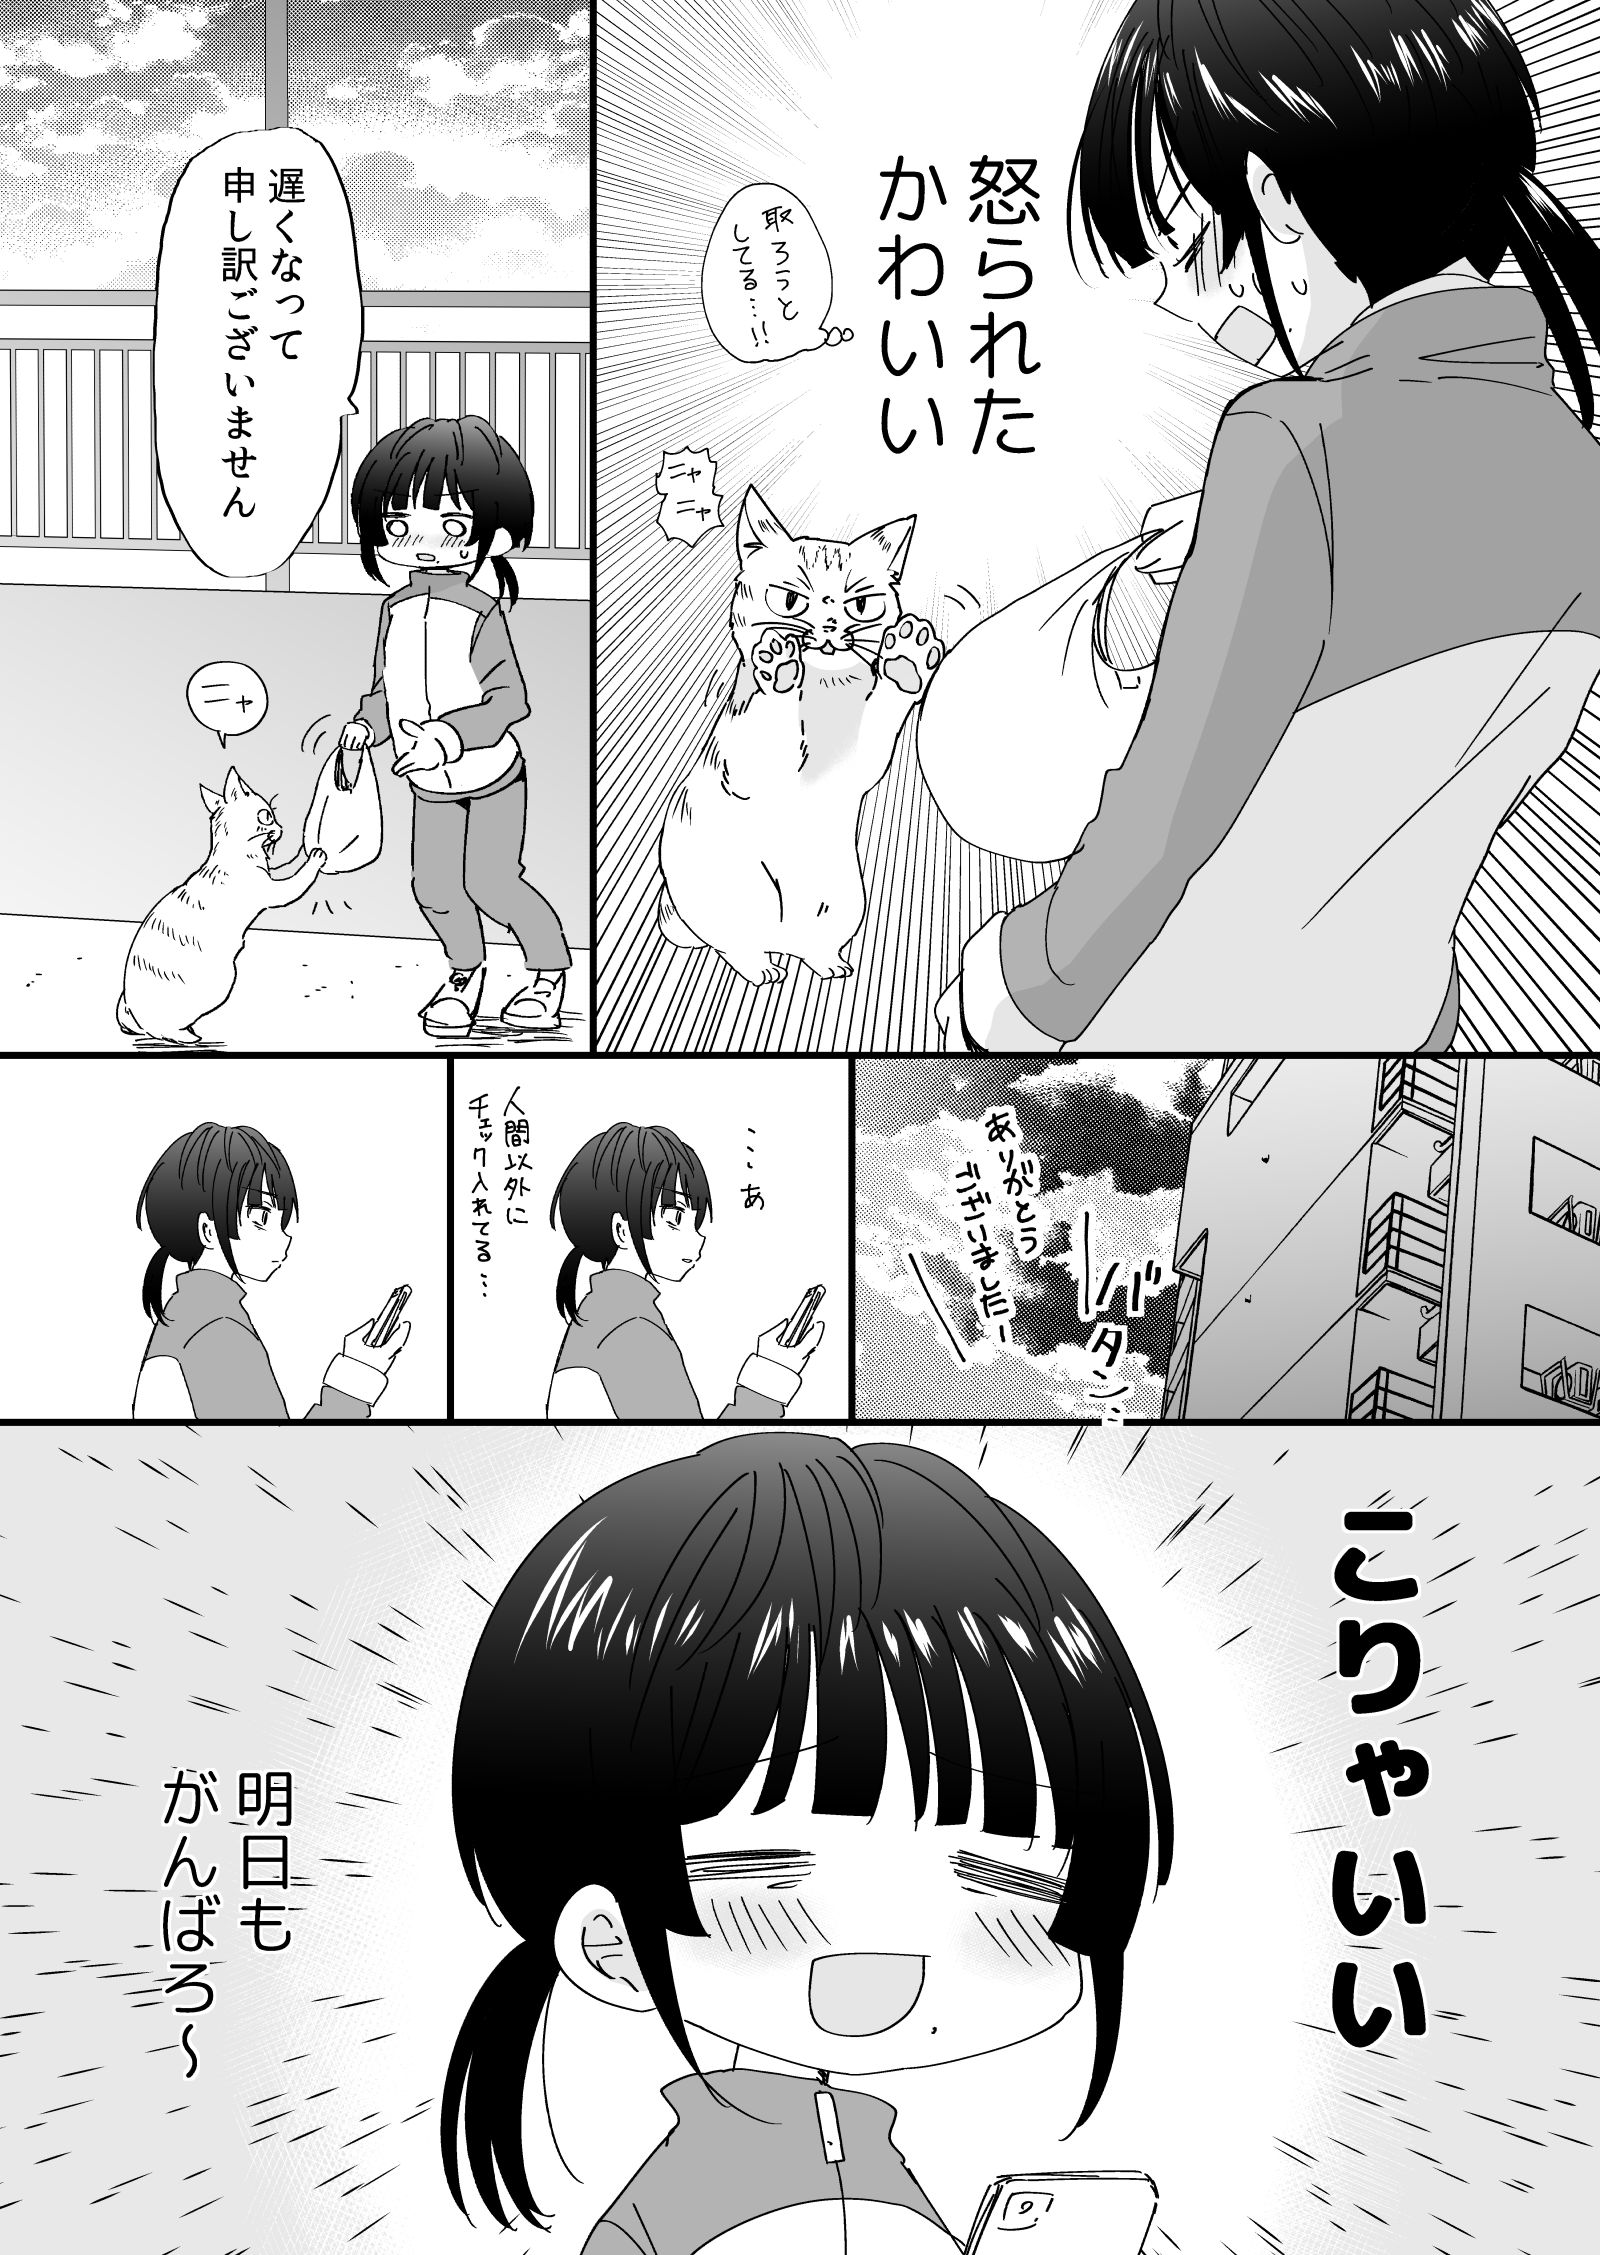 怒られた
かわいい
取ろうと
してる…!!
ニャ
ニャ
遅くなって
申し訳ございません
ニャ
ありがとう
ございましたー
バタン…
…あ
人間以外に
チェック入れてる…
こりゃいい
明日も
がんばろ〜